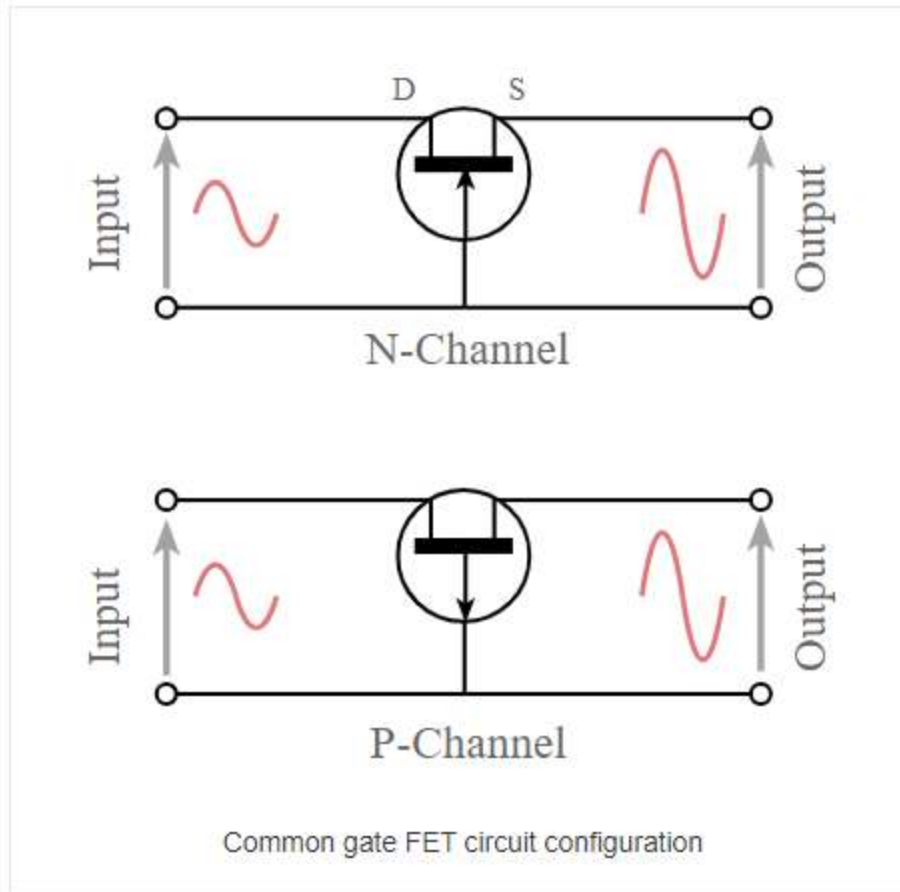 D S
Input
Output
N-Channel
Input
Output
P-Channel
Common gate FET circuit configuration